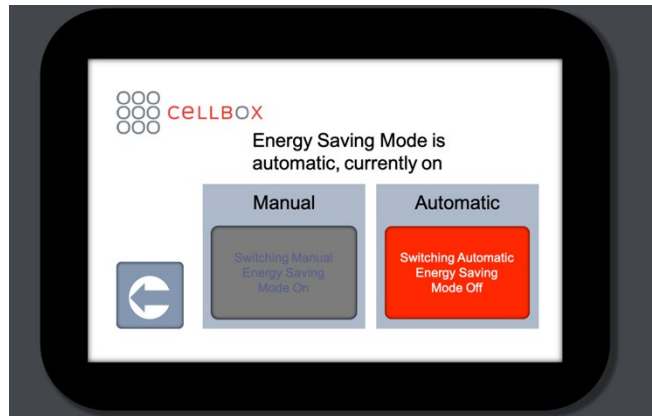 CELLBOX
Energy Saving Mode is
automatic, currently on
Manual
Switching Manual
Energy Saving
Mode On
Automatic
Switching Automatic
Energy Saving
Mode Off